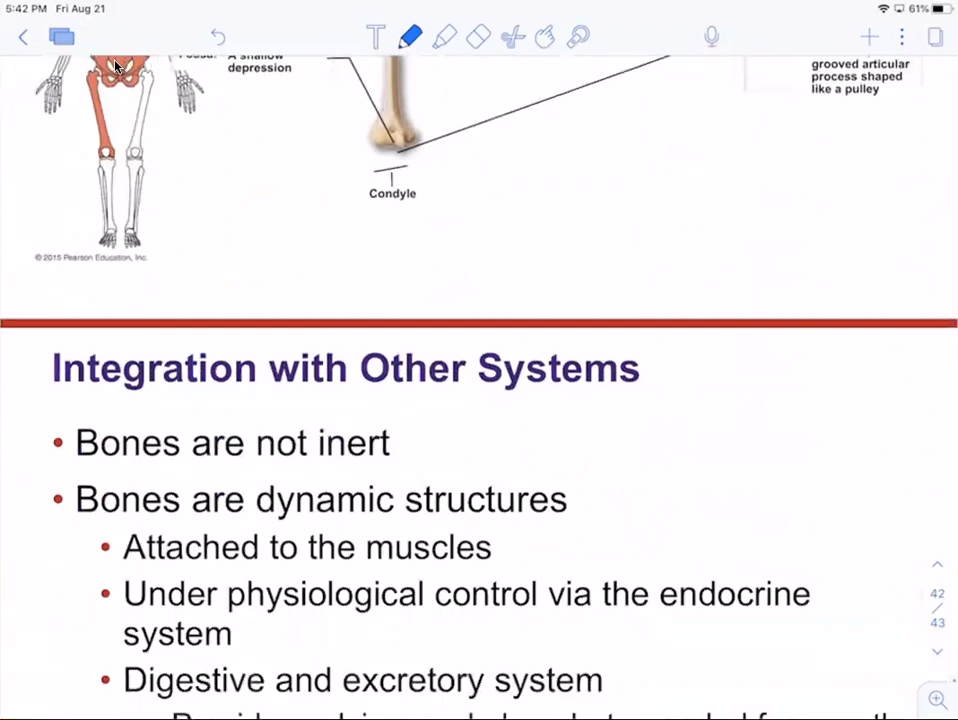 5:42 PM Fri Aug 21
61%
T
A shallow
depression
grooved articular
process shaped
like a pulley
Condyle
©2015 Pearson Education, Inc.
Integration with Other Systems
• Bones are not inert
• Bones are dynamic structures
• Attached to the muscles
• Under physiological control via the endocrine
system
• Digestive and excretory system
42
/
43